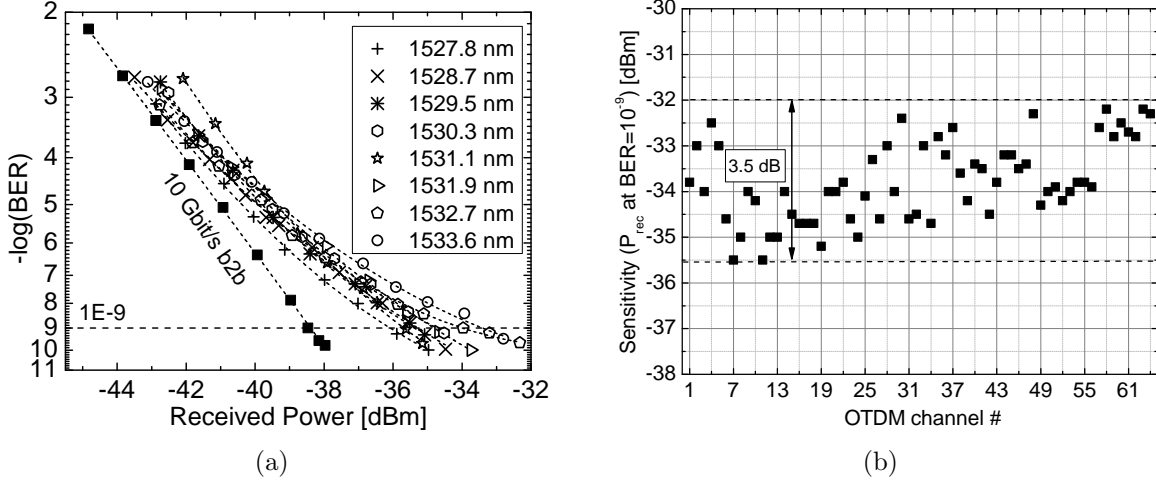 2
3
4
5
6
7
8
9
10
11
-log(BER)
1527.8 nm
1528.7 nm
1529.5 nm
1530.3 nm
1531.1 nm
1531.9 nm
1532.7 nm
1533.6 nm
10 Gbit/s b2b
1E-9
-44 -42 -40 -38 -36 -34 -32
Received Power [dBm]
(a)
-30
-31
-32
-33
-34
-35
-36
-37
-38
Sensitivity (P_rec at BER=10^-9) [dBm]
3.5 dB
1 7 13 19 25 31 37 43 49 55 61
OTDM channel #
(b)